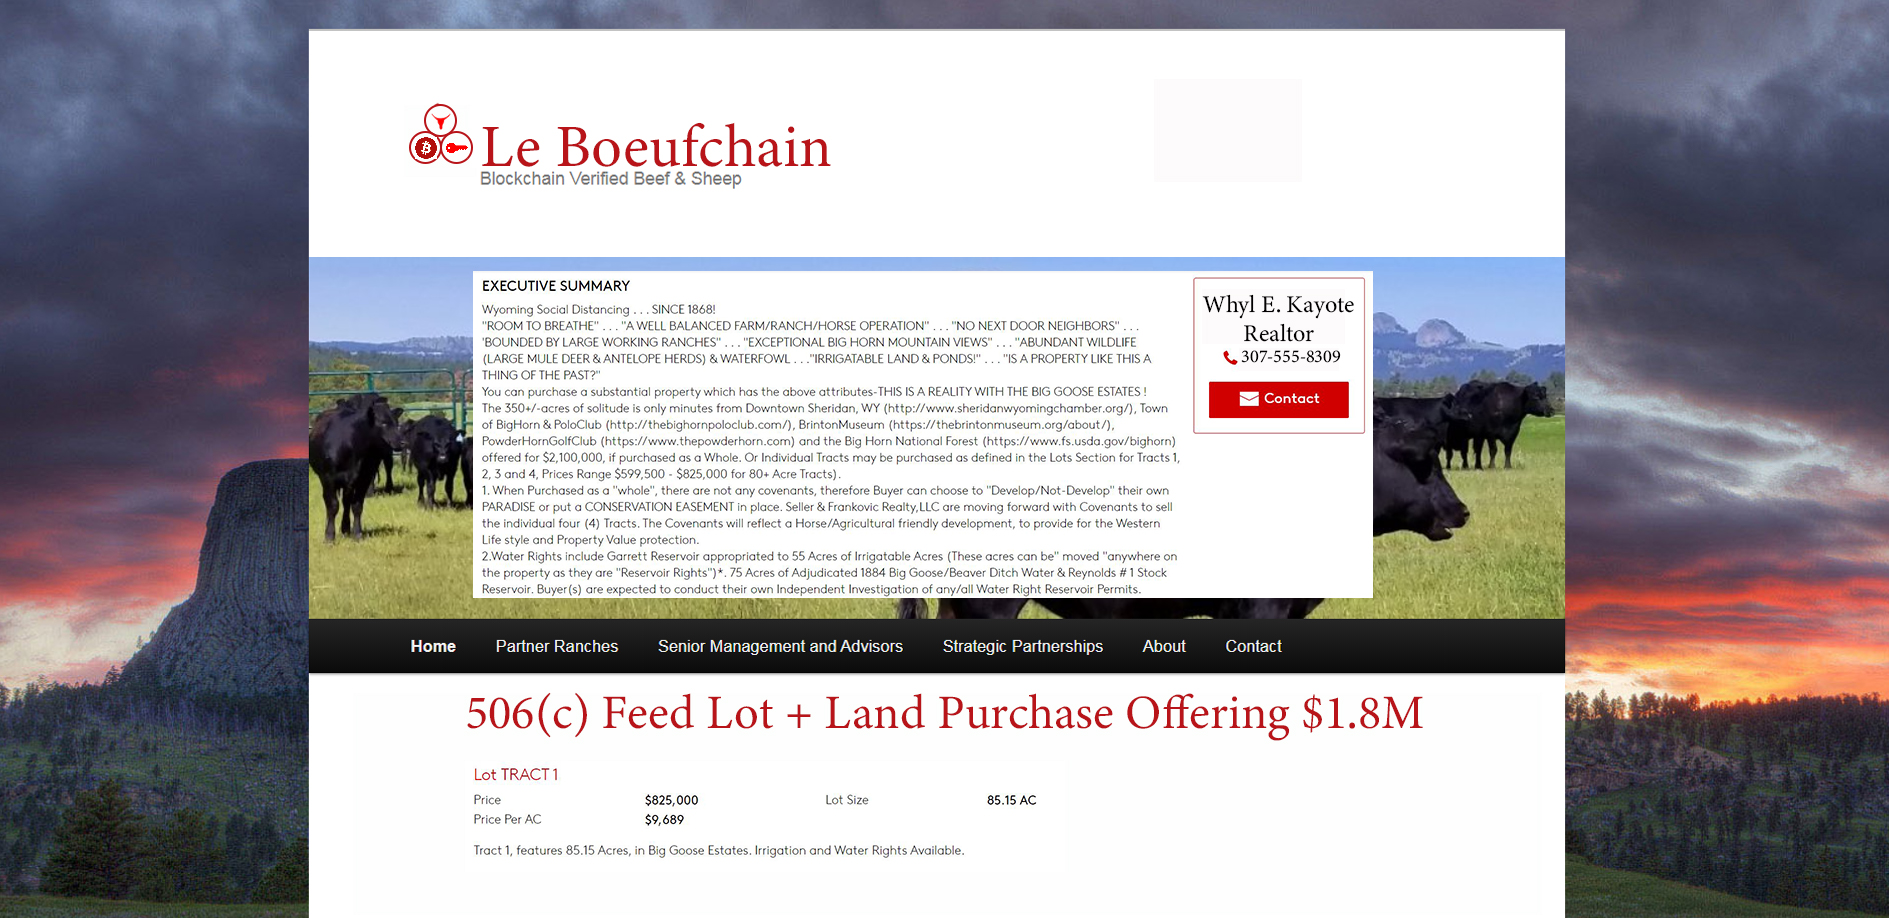 Le Boeufchain
Blockchain Verified Beef & Sheep
EXECUTIVE SUMMARY
Wyoming Social Distancing . . . SINCE 1868!
"ROOM TO BREATHE" . . . "A WELL BALANCED FARM/RANCH/HORSE OPERATION" . . . "NO NEXT DOOR NEIGHBORS" . . .
'BOUNDED BY LARGE WORKING RANCHES" . . . "EXCEPTIONAL BIG HORN MOUNTAIN VIEWS" . . . "ABUNDANT WILDLIFE
(LARGE MULE DEER & ANTELOPE HERDS) & WATERFOWL . . ."IRRIGATABLE LAND & PONDS!" . . . "IS A PROPERTY LIKE THIS A
THING OF THE PAST?"
You can purchase a substantial property which has the above attributes-THIS IS A REALITY WITH THE BIG GOOSE ESTATES !
The 350+/-acres of solitude is only minutes from Downtown Sheridan, WY (http://www.sheridanwyomingchamber.org/), Town
of BigHorn & PoloClub (http://thebighornpoloclub.com/), BrintonMuseum (https://thebrintonmuseum.org/about/),
PowderHornGolfClub (https://www.thepowderhorn.com) and the Big Horn National Forest (https://www.fs.usda.gov/bighorn)
offered for $2,100,000, if purchased as a Whole. Or Individual Tracts may be purchased as defined in the Lots Section for Tracts 1,
2, 3 and 4, Prices Range $599,500 - $825,000 for 80+ Acre Tracts).
1. When Purchased as a "whole", there are not any covenants, therefore Buyer can choose to "Develop/Not-Develop" their own
PARADISE or put a CONSERVATION EASEMENT in place. Seller & Frankovic Realty,LLC are moving forward with Covenants to sell
the individual four (4) Tracts. The Covenants will reflect a Horse/Agricultural friendly development, to provide for the Western
Life style and Property Value protection.
2.Water Rights include Garrett Reservoir appropriated to 55 Acres of Irrigatable Acres (These acres can be" moved "anywhere on
the property as they are "Reservoir Rights")*. 75 Acres of Adjudicated 1884 Big Goose/Beaver Ditch Water & Reynolds # 1 Stock
Reservoir. Buyer(s) are expected to conduct their own Independent Investigation of any/all Water Right Reservoir Permits.
Whyl E. Kayote
Realtor
307-555-8309
Contact
Home Partner Ranches Senior Management and Advisors Strategic Partnerships About Contact
506(c) Feed Lot + Land Purchase Offering $1.8M
Lot TRACT 1
Price $825,000 Lot Size 85.15 AC
Price Per AC $9,689
Tract 1, features 85.15 Acres, in Big Goose Estates. Irrigation and Water Rights Available.